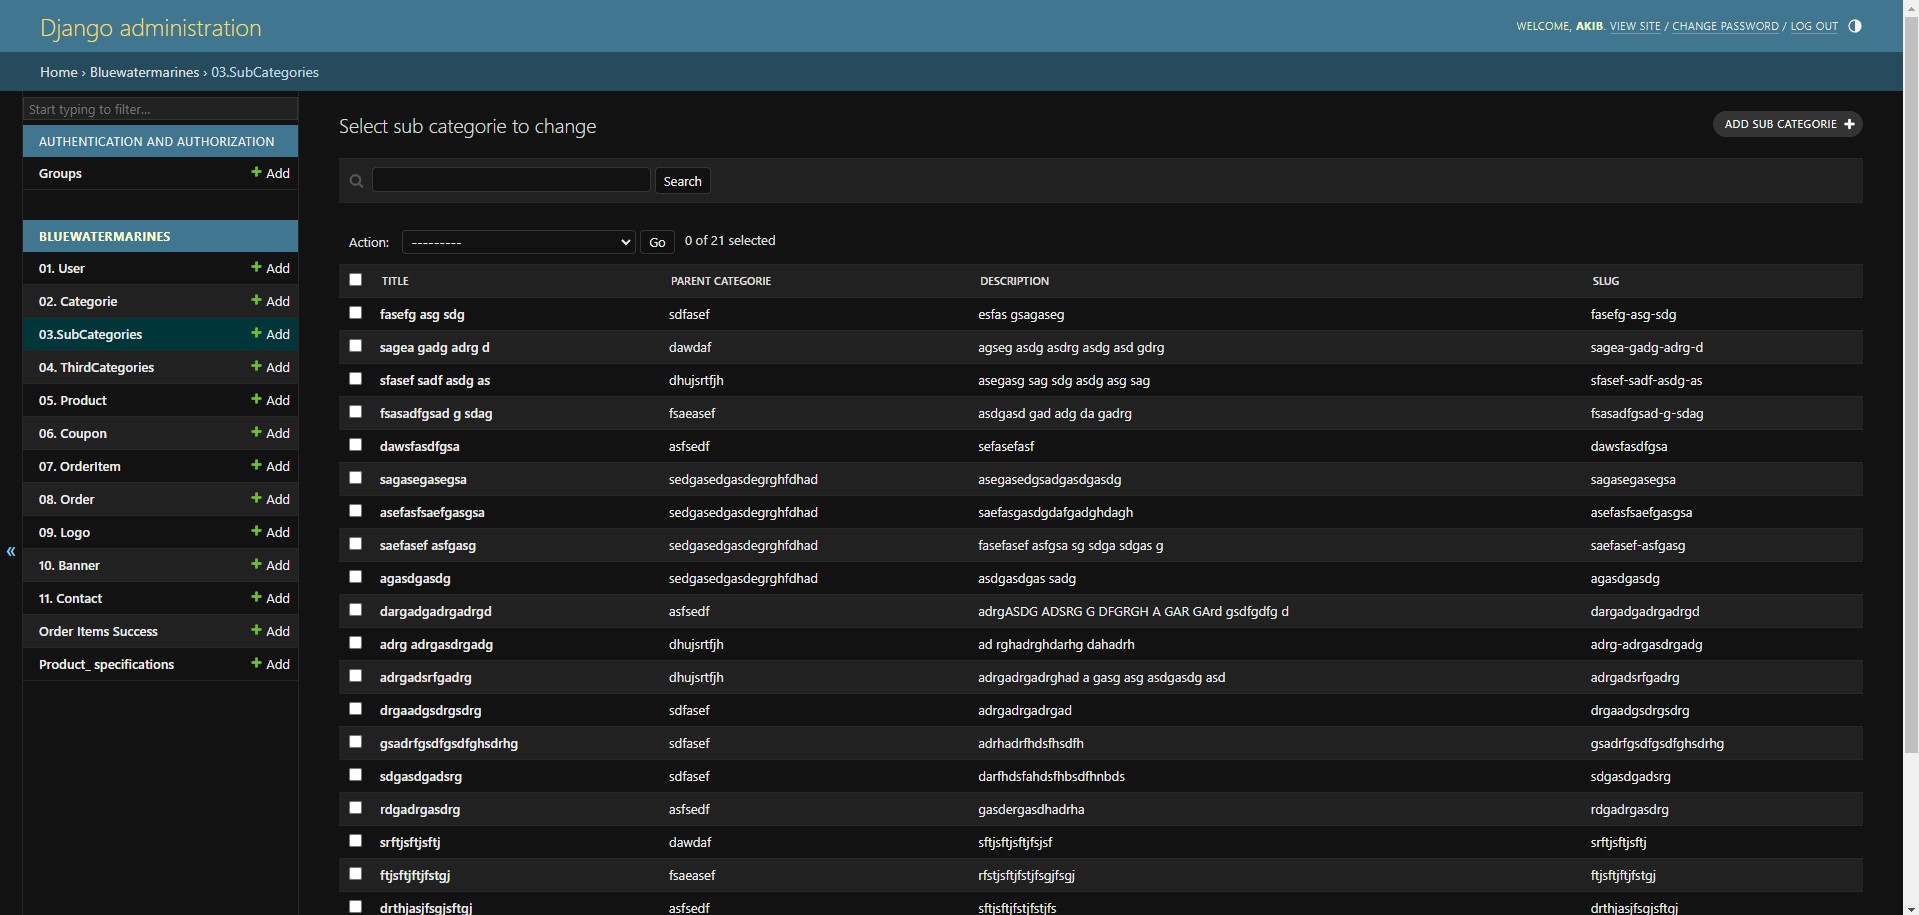 Django administration
WELCOME, AKIB. VIEW SITE / CHANGE PASSWORD / LOG OUT
Home › Bluewatermarines › 03.SubCategories
Start typing to filter...
AUTHENTICATION AND AUTHORIZATION
Groups Add
BLUEWATERMARINES
01. User Add
02. Categorie Add
03.SubCategories Add
04. ThirdCategories Add
05. Product Add
06. Coupon Add
07. OrderItem Add
08. Order Add
09. Logo Add
10. Banner Add
11. Contact Add
Order Items Success Add
Product_ specifications Add
«
Select sub categorie to change
ADD SUB CATEGORIE
Search
Action: --------- Go 0 of 21 selected
TITLE PARENT CATEGORIE DESCRIPTION SLUG
fasefg asg sdg sdfasef esfas gsagaseg fasefg-asg-sdg
sagea gadg adrg d dawdaf agseg asdg asdrg asdg asd gdrg sagea-gadg-adrg-d
sfasef sadf asdg as dhujsrtfjh asegasg sag sdg asdg asg sag sfasef-sadf-asdg-as
fsasadfgsad g sdag fsaeasef asdgasd gad adg da gadrg fsasadfgsad-g-sdag
dawsfasdfgsa asfsedf sefasefasf dawsfasdfgsa
sagasegasegsa sedgasedgasdegrghfdhad asegasedgsadgasdgasdg sagasegasegsa
asefasfsaefgasgsa sedgasedgasdegrghfdhad saefasgasdgdafgadghdagh asefasfsaefgasgsa
saefasef asfgasg sedgasedgasdegrghfdhad fasefasef asfgsa sg sdga sdgas g saefasef-asfgasg
agasdgasdg sedgasedgasdegrghfdhad asdgasdgas sadg agasdgasdg
dargadgadrgadrgd asfsedf adrgASDG ADSRG G DFGRGH A GAR GArd gsdfgdfg d dargadgadrgadrgd
adrg adrgasdrgadg dhujsrtfjh ad rghadrghdarhg dahadrh adrg-adrgasdrgadg
adrgadsrfgadrg dhujsrtfjh adrgadrgadrghad a gasg asg asdgasdg asd adrgadsrfgadrg
drgaadgsdrgsdrg sdfasef adrgadrgadrgad drgaadgsdrgsdrg
gsadrfgsdfgsdfghsdrhg sdfasef adrhadrfhdsfhsdfh gsadrfgsdfgsdfghsdrhg
sdgasdgadsrg sdfasef darfhdsfahdsfhbsdfhnbds sdgasdgadsrg
rdgadrgasdrg asfsedf gasdergasdhadrha rdgadrgasdrg
srftjsftjsftj dawdaf sftjsftjsftjfsjsf srftjsftjsftj
ftjsftjftjfstgj fsaeasef rfstjsftjfstjfsgjfsgj ftjsftjftjfstgj
drthjasjfsgjsftgj asfsedf sftjsftjfstjfstjfs drthjasjfsgjsftgj